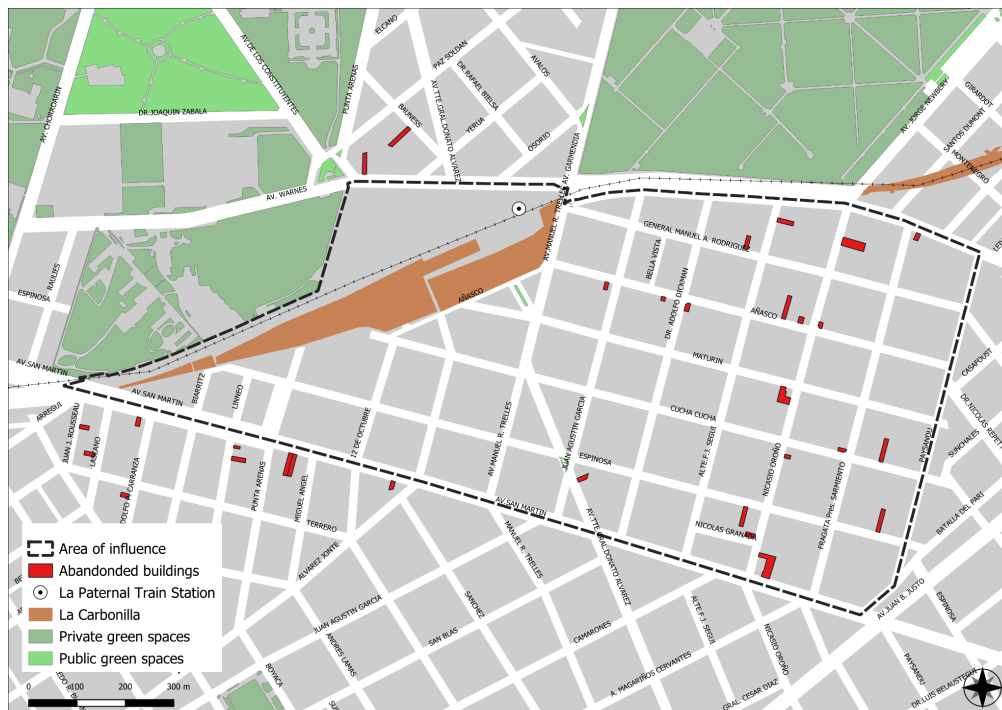 ELCANO
AV.DE LOS CONSTITUYENTES
PAZ SOLDAN
AVALOS
PUNTA ARENAS
DR.RAFAEL BIELSA
AV.TTE.GRAL.DONATO ALVAREZ
GIRARDOT
AV. JORGE NEWBERY
SANTOS DUMONT
AV. CHORROARIN
DR.JOAQUIN ZABALA
BAUNESS
YERUA
OSORIO
MONTENEGRO
AV. GARMENDIA
AV. WARNES
AV.MANUEL R. TRELLES
GENERAL MANUEL A. RODRIGUEZ
BELLA VISTA
RAULIES
ESPINOSA
DR. ADOLFO DICKMAN
AÑASCO
AÑASCO
MATURIN
CASAFOUST
AV.SAN MARTIN
AV.SAN MARTIN
BIARRITZ
LINNEO
ARREGUI
JUAN J. ROUSSEAU
LASCANO
12 DE OCTUBRE
AV.MANUEL R. TRELLES
JUAN AGUSTIN GARCIA
CUCHA CUCHA
ALTE.F.J. SEGUI
NICASIO OROÑO
DR.NICOLAS REPETT
SUNCHALES
PAYSANDU
ESPINOSA
FRAGATA Pres. SARMIENTO
PUNTA ARENAS
MIGUEL ANGEL
AV.SAN MARTIN
NICOLAS GRANADA
BATALLA DEL PARI
TERRERO
ALVAREZ JONTE
MANUEL R. TRELLES
AV.TTE.GRAL.DONATO ALVAREZ
AV.JUAN B. JUSTO
ESPINOSA
JUAN AGUSTIN GARCIA
SANCHEZ
SAN BLAS
CAMARONES
ALTE.F.J. SEGUI
NICASIO OROÑO
ANDRES LAMAS
BOYACA
A. MAGARIÑOS CERVANTES
GRAL. CESAR DIAZ
PAYSANDU
DR.LUIS BELAUSTEGUI
Area of influence
Abandonded buildings
La Paternal Train Station
La Carbonilla
Private green spaces
Public green spaces
0 100 200 300 m